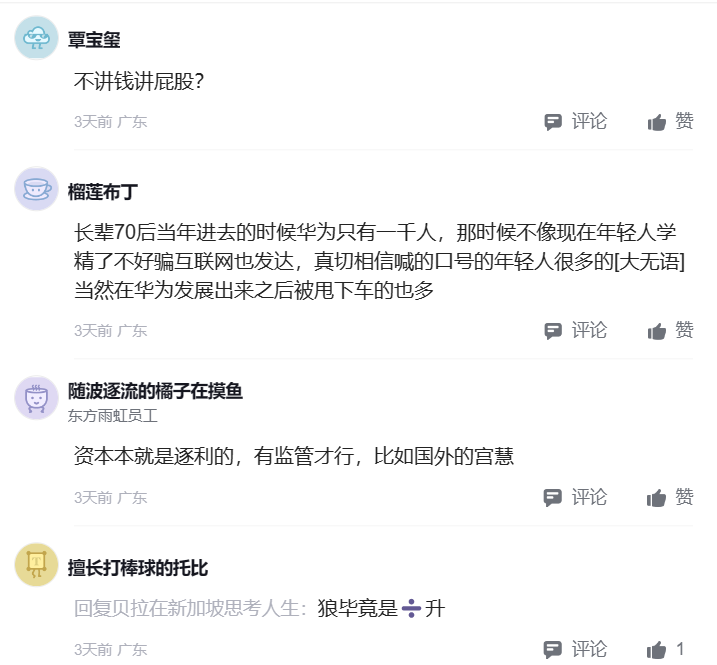 覃宝玺
不讲钱讲屁股？
3天前 广东
评论 赞
榴莲布丁
长辈70后当年进去的时候华为只有一千人，那时候不像现在年轻人学
精了不好骗互联网也发达，真切相信喊的口号的年轻人很多的[大无语]
当然在华为发展出来之后被甩下车的也多
3天前 广东
评论 赞
随波逐流的橘子在摸鱼
东方雨虹员工
资本本就是逐利的，有监管才行，比如国外的宫慧
3天前 广东
评论 赞
擅长打棒球的托比
回复贝拉在新加坡思考人生：狼毕竟是➗升
3天前 广东
评论 1